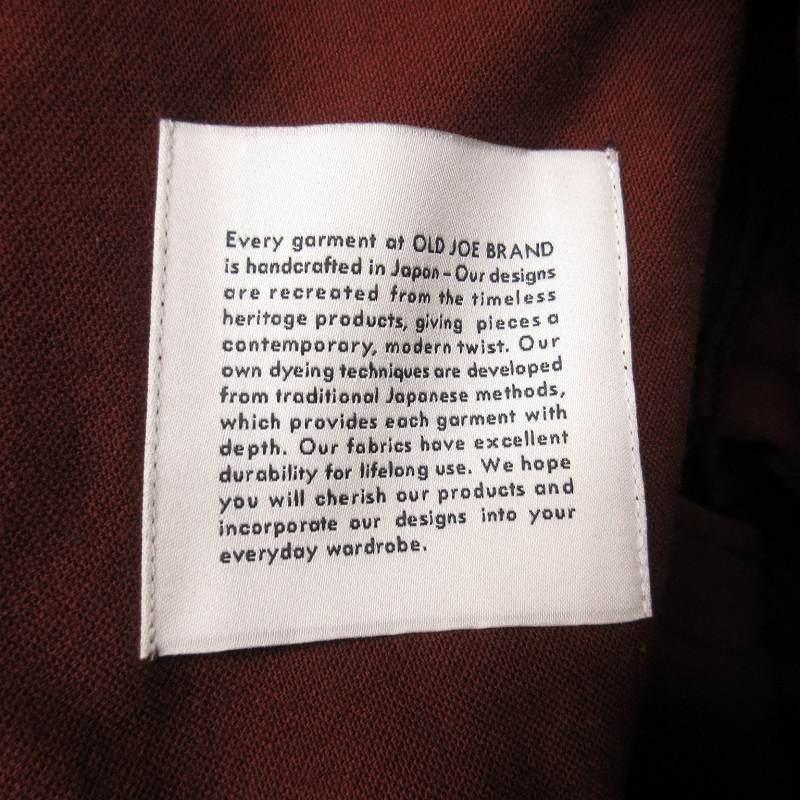 Every garment at OLD JOE BRAND
is handcrafted in Japan - Our designs
are recreated from the timeless
heritage products, giving pieces a
contemporary, modern twist. Our
own dyeing techniques are developed
from traditional Japanese methods,
which provides each garment with
depth. Our fabrics have excellent
durability for lifelong use. We hope
you will cherish our products and
incorporate our designs into your
everyday wardrobe.